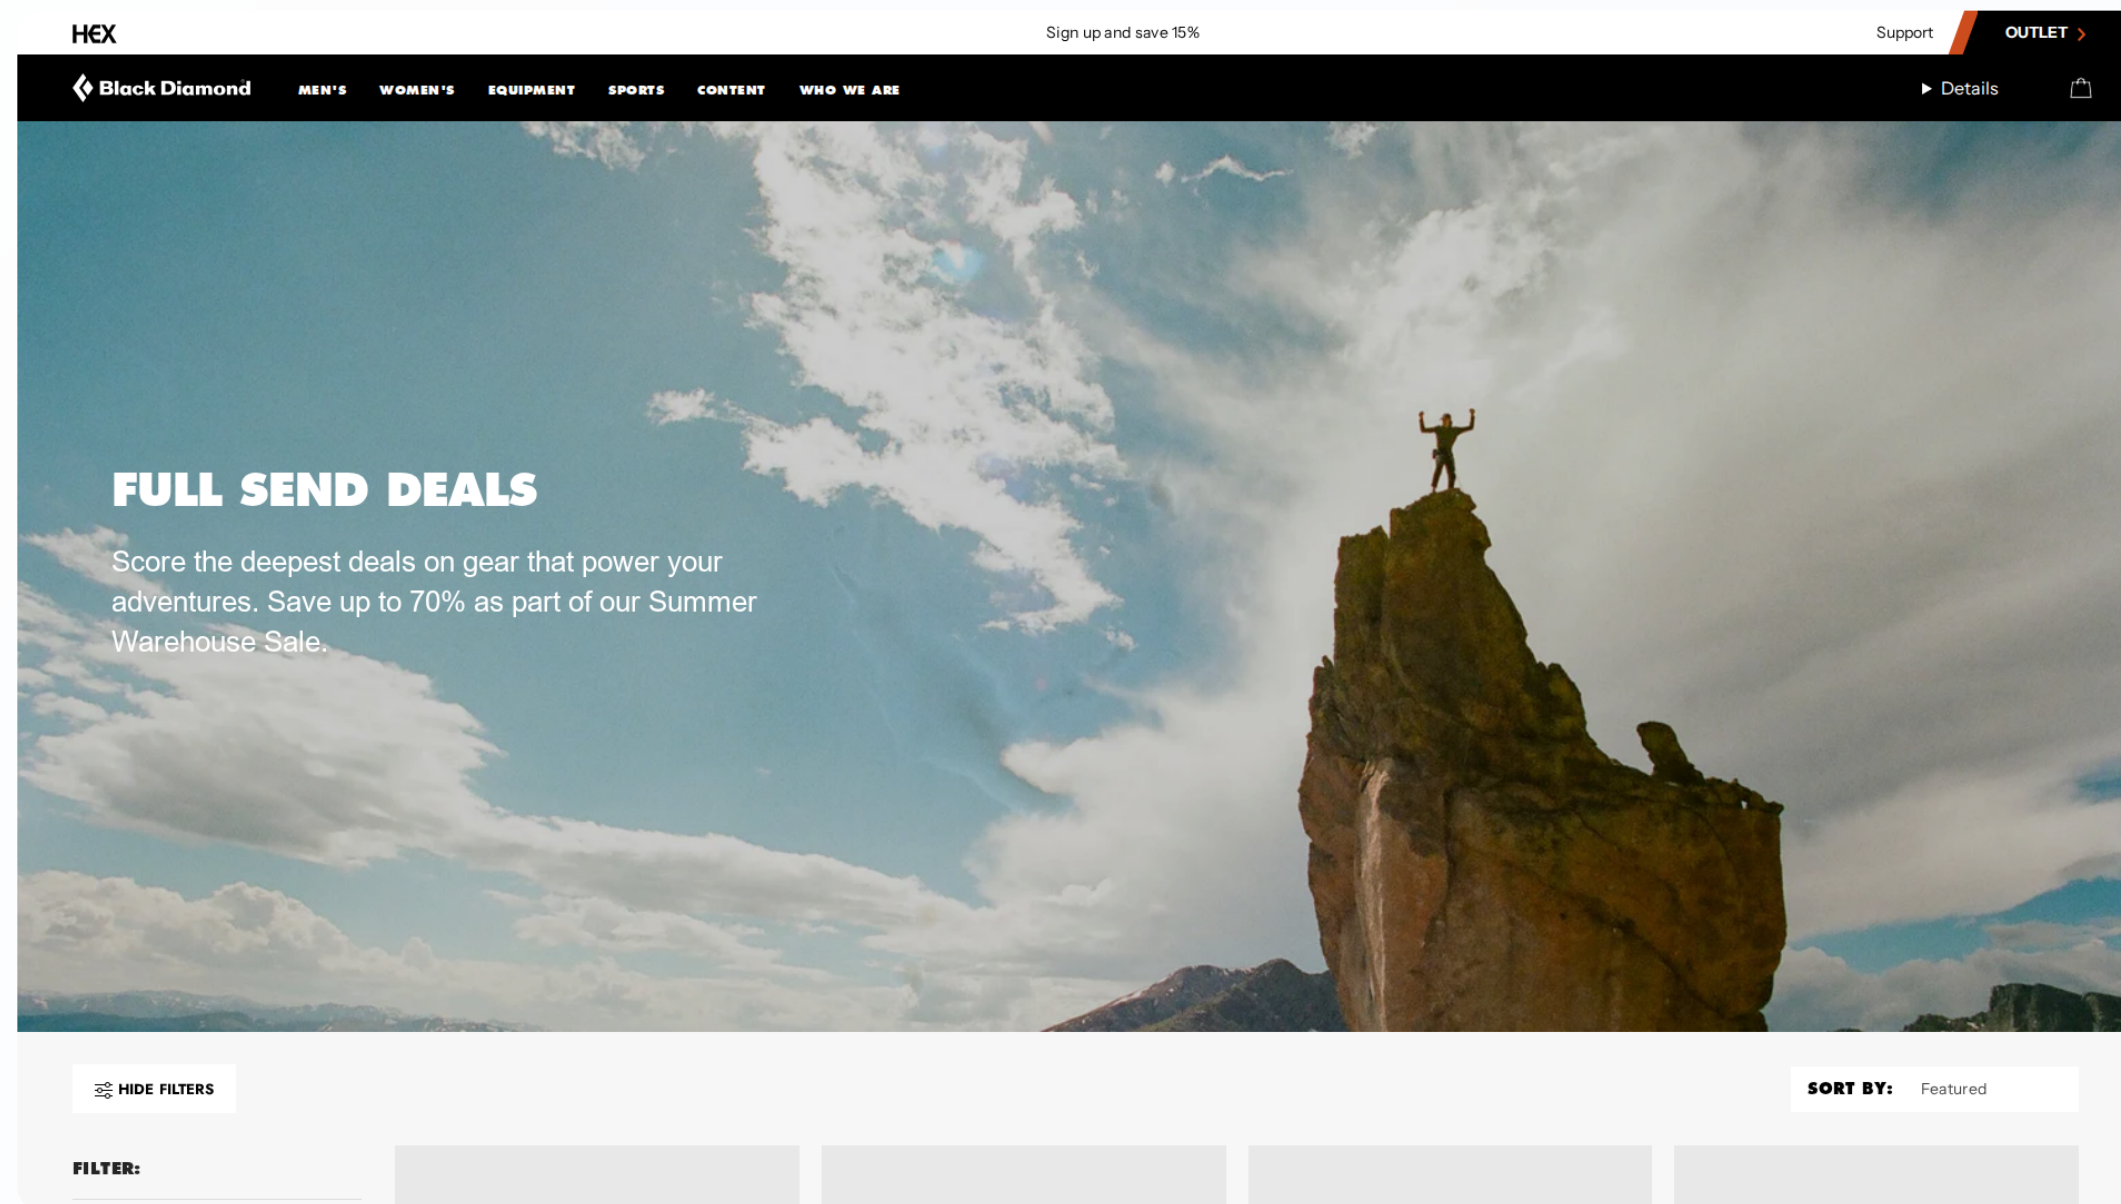 HEX
Sign up and save 15%
Support
OUTLET
Black Diamond
MEN'S
WOMEN'S
EQUIPMENT
SPORTS
CONTENT
WHO WE ARE
Details
FULL SEND DEALS
Score the deepest deals on gear that power your
adventures. Save up to 70% as part of our Summer
Warehouse Sale.
HIDE FILTERS
SORT BY: Featured
FILTER: